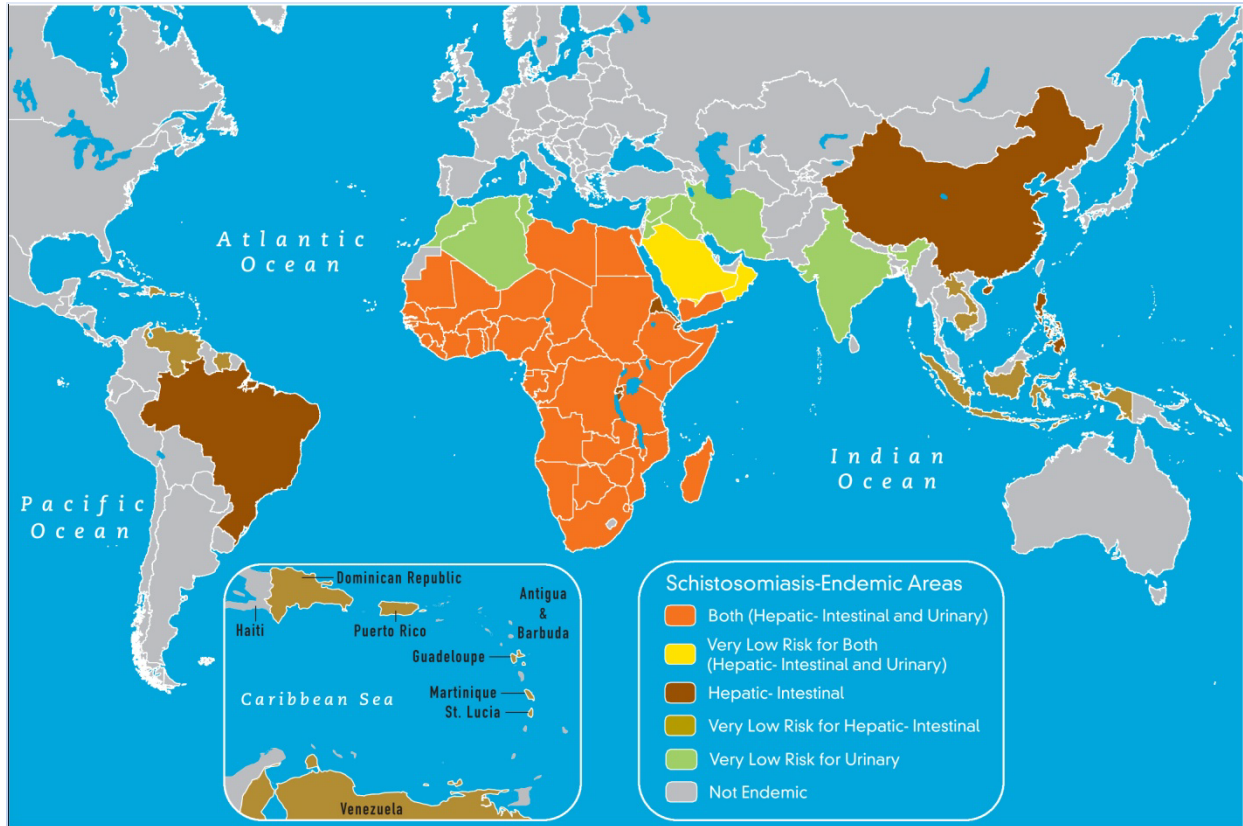 Atlantic
Ocean
Pacific
Ocean
Indian
Ocean
Dominican Republic
Haiti
Puerto Rico
Antigua
&
Barbuda
Guadeloupe
Martinique
St. Lucia
Caribbean Sea
Venezuela
Schistosomiasis-Endemic Areas
Both (Hepatic- Intestinal and Urinary)
Very Low Risk for Both
(Hepatic- Intestinal and Urinary)
Hepatic- Intestinal
Very Low Risk for Hepatic- Intestinal
Very Low Risk for Urinary
Not Endemic